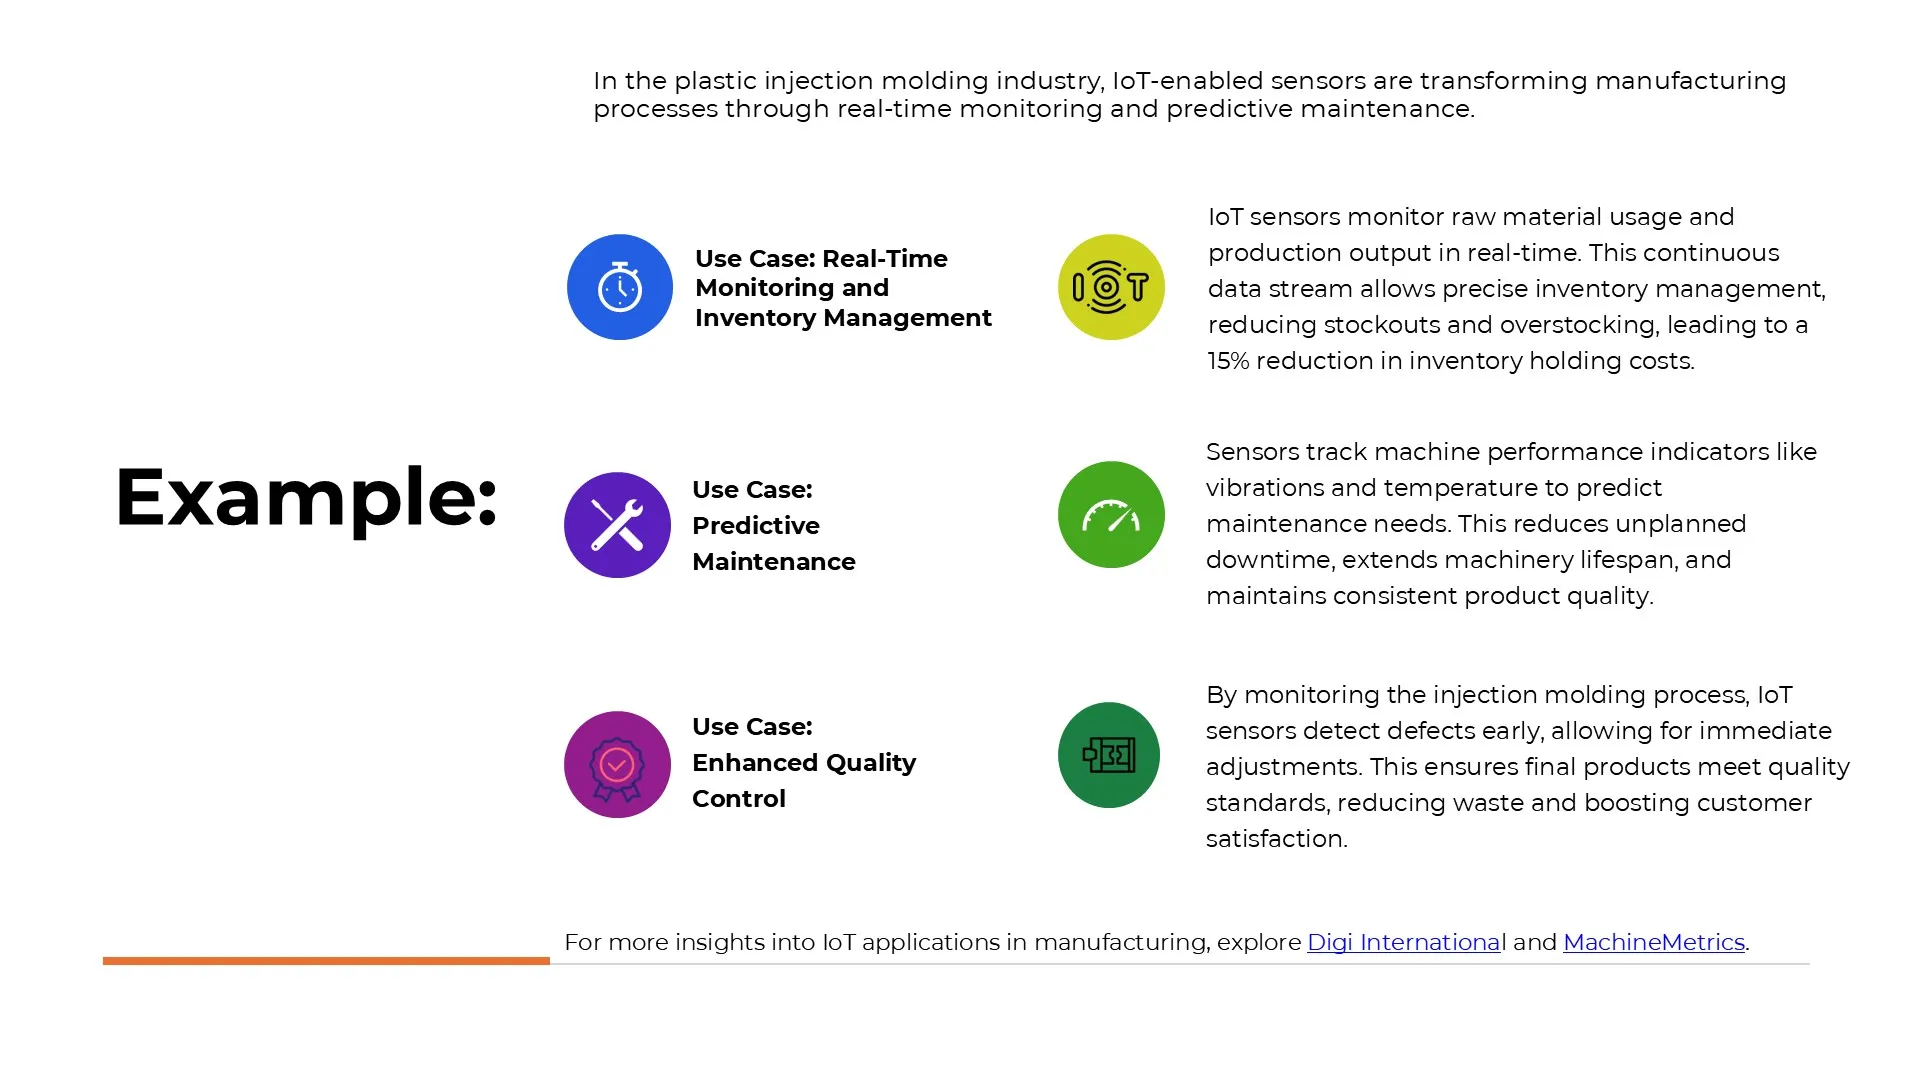 In the plastic injection molding industry, IoT-enabled sensors are transforming manufacturing
processes through real-time monitoring and predictive maintenance.
Example:
Use Case: Real-Time
Monitoring and
Inventory Management
IOT
IoT sensors monitor raw material usage and
production output in real-time. This continuous
data stream allows precise inventory management,
reducing stockouts and overstocking, leading to a
15% reduction in inventory holding costs.
Use Case:
Predictive
Maintenance
Sensors track machine performance indicators like
vibrations and temperature to predict
maintenance needs. This reduces unplanned
downtime, extends machinery lifespan, and
maintains consistent product quality.
Use Case:
Enhanced Quality
Control
By monitoring the injection molding process, IoT
sensors detect defects early, allowing for immediate
adjustments. This ensures final products meet quality
standards, reducing waste and boosting customer
satisfaction.
For more insights into IoT applications in manufacturing, explore Digi International and MachineMetrics.